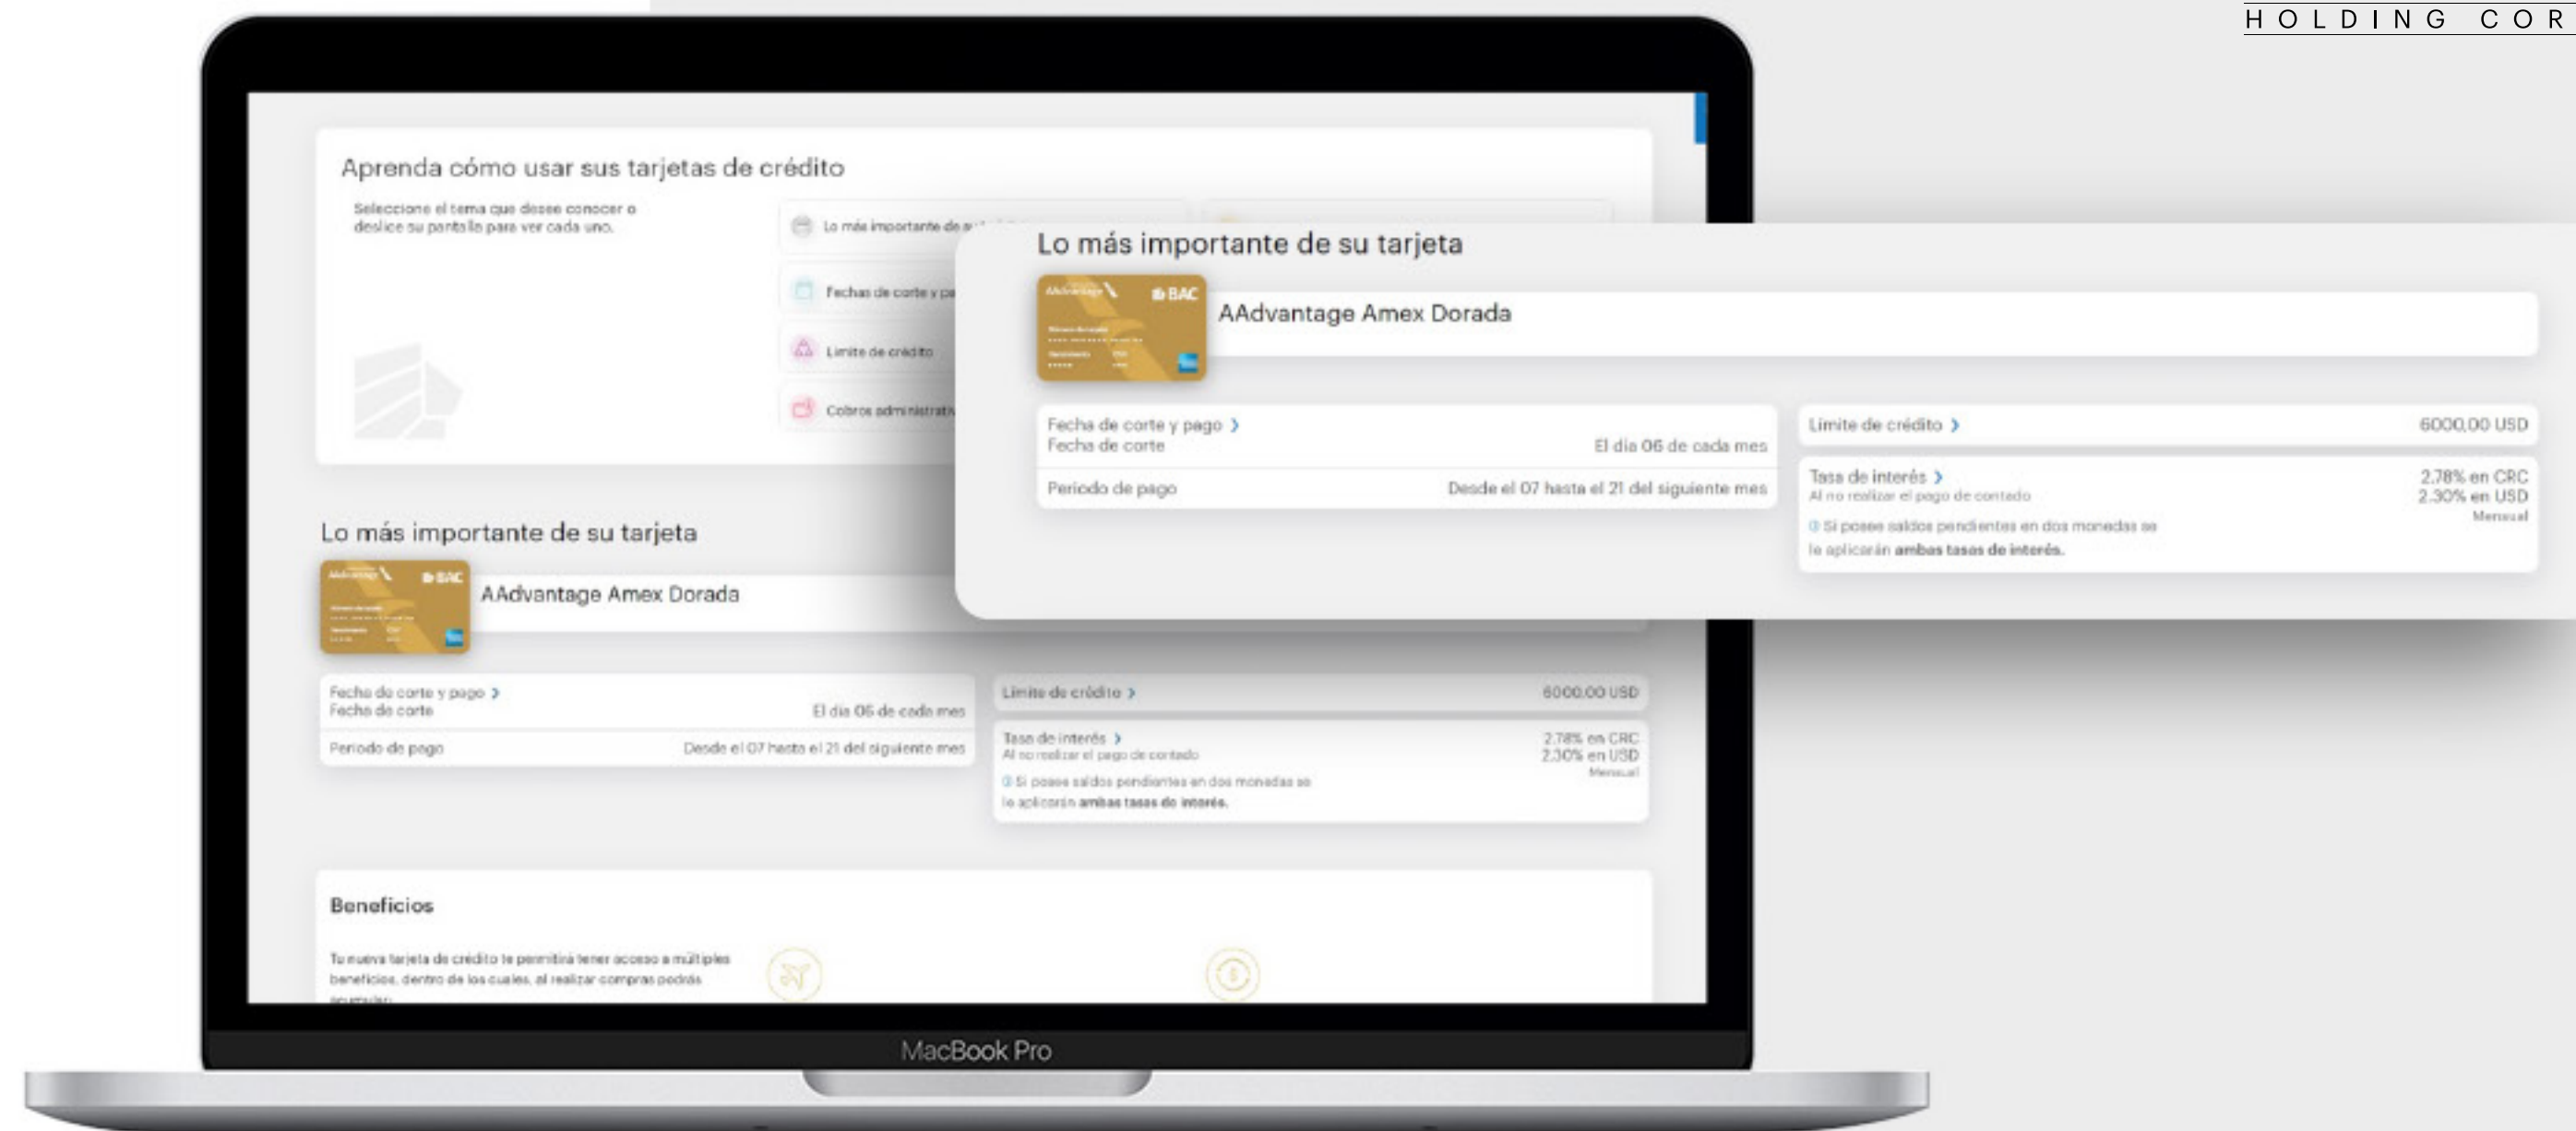 HOLDING COR
Aprenda cómo usar sus tarjetas de crédito
Seleccione el tema que desee conocer o
deslice su pantalla para ver cada uno.
Lo más importante de
Fechas de corte y pa
Limite de crédito
Cobros administrativ
Lo más importante de su tarjeta
AAdvantage
BAC
AAdvantage Amex Dorada
Fecha de corte y pago
Fecha de corte
El día 06 de cada mes
Periodo de pago
Desde el 07 hasta el 21 del siguiente mes
Límite de crédito
6000,00 USD
Tasa de interés
2,78% en CRC
Al no realizar el pago de contado
2.30% en USD
Mensual
Si posee saldos pendientes en dos monedas se
le aplicarán ambas tasas de interés.
Lo más importante de su tarjeta
AAdvantage
BAC
AAdvantage Amex Dorada
Fecha de corte y pago
Fecha de corte
El día 06 de cada mes
Periodo de pago
Desde el 07 hasta el 21 del siguiente mes
Límite de crédito
6000,00 USD
Tasa de interés
2,78% en CRC
Al no realizar el pago de contado
2.30% en USD
Mensual
Si posee saldos pendientes en dos monedas se
le aplicarán ambas tasas de interés.
Beneficios
Tu nueva tarjeta de crédito te permitirá tener acceso a múltiples
beneficios, dentro de los cuales, al realizar compras podrás
MacBook Pro